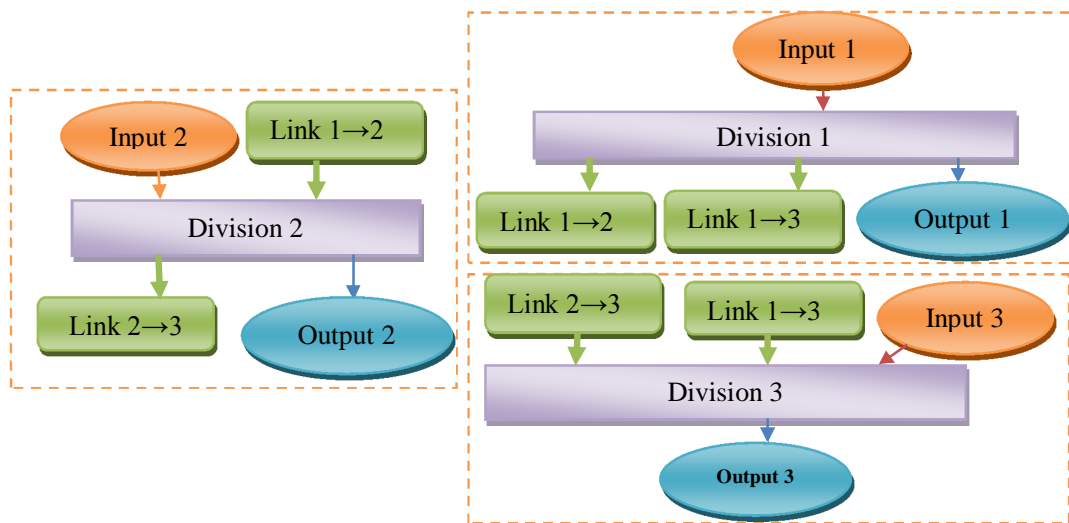 Input 2
Link 1→2
Division 2
Link 2→3
Output 2
Input 1
Division 1
Link 1→2
Link 1→3
Output 1
Link 2→3
Link 1→3
Input 3
Division 3
Output 3